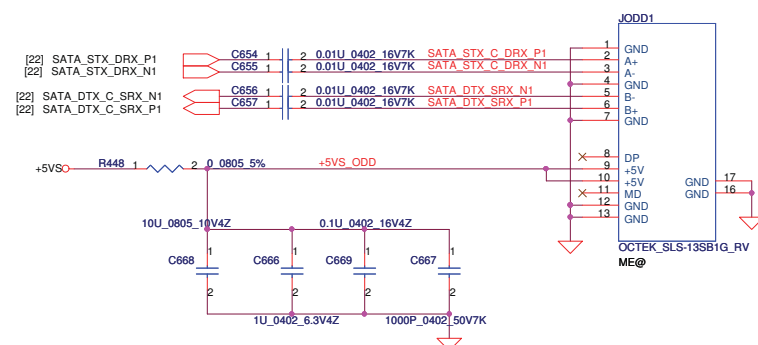 JODD1
[22] SATA_STX_DRX_P1 C654 1 2 0.01U_0402_16V7K SATA_STX_C_DRX_P1
[22] SATA_STX_DRX_N1 C655 1 2 0.01U_0402_16V7K SATA_STX_C_DRX_N1
[22] SATA_DTX_C_SRX_N1 C656 1 2 0.01U_0402_16V7K SATA_DTX_SRX_N1
[22] SATA_DTX_C_SRX_P1 C657 1 2 0.01U_0402_16V7K SATA_DTX_SRX_P1
1 GND
2 A+
3 A-
4 GND
5 B-
6 B+
7 GND
8 DP
9 +5V
10 +5V
11 MD
12 GND
13 GND
GND 17
GND 16
+5VS R448 1 2 0_0805_5% +5VS_ODD
OCTEK_SLS-13SB1G_RV
ME@
10U_0805_10V4Z 0.1U_0402_16V4Z
1 1 1 1
C668 C666 C669 C667
2 2 2 2
1U_0402_6.3V4Z 1000P_0402_50V7K